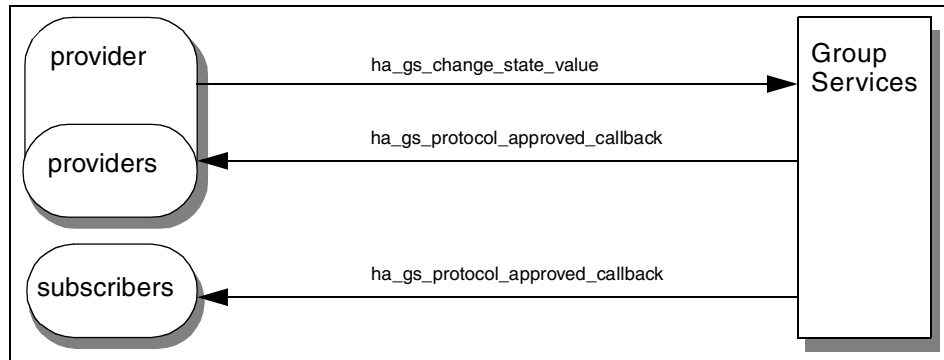 provider
ha_gs_change_state_value
Group
Services
ha_gs_protocol_approved_callback
providers
ha_gs_protocol_approved_callback
subscribers